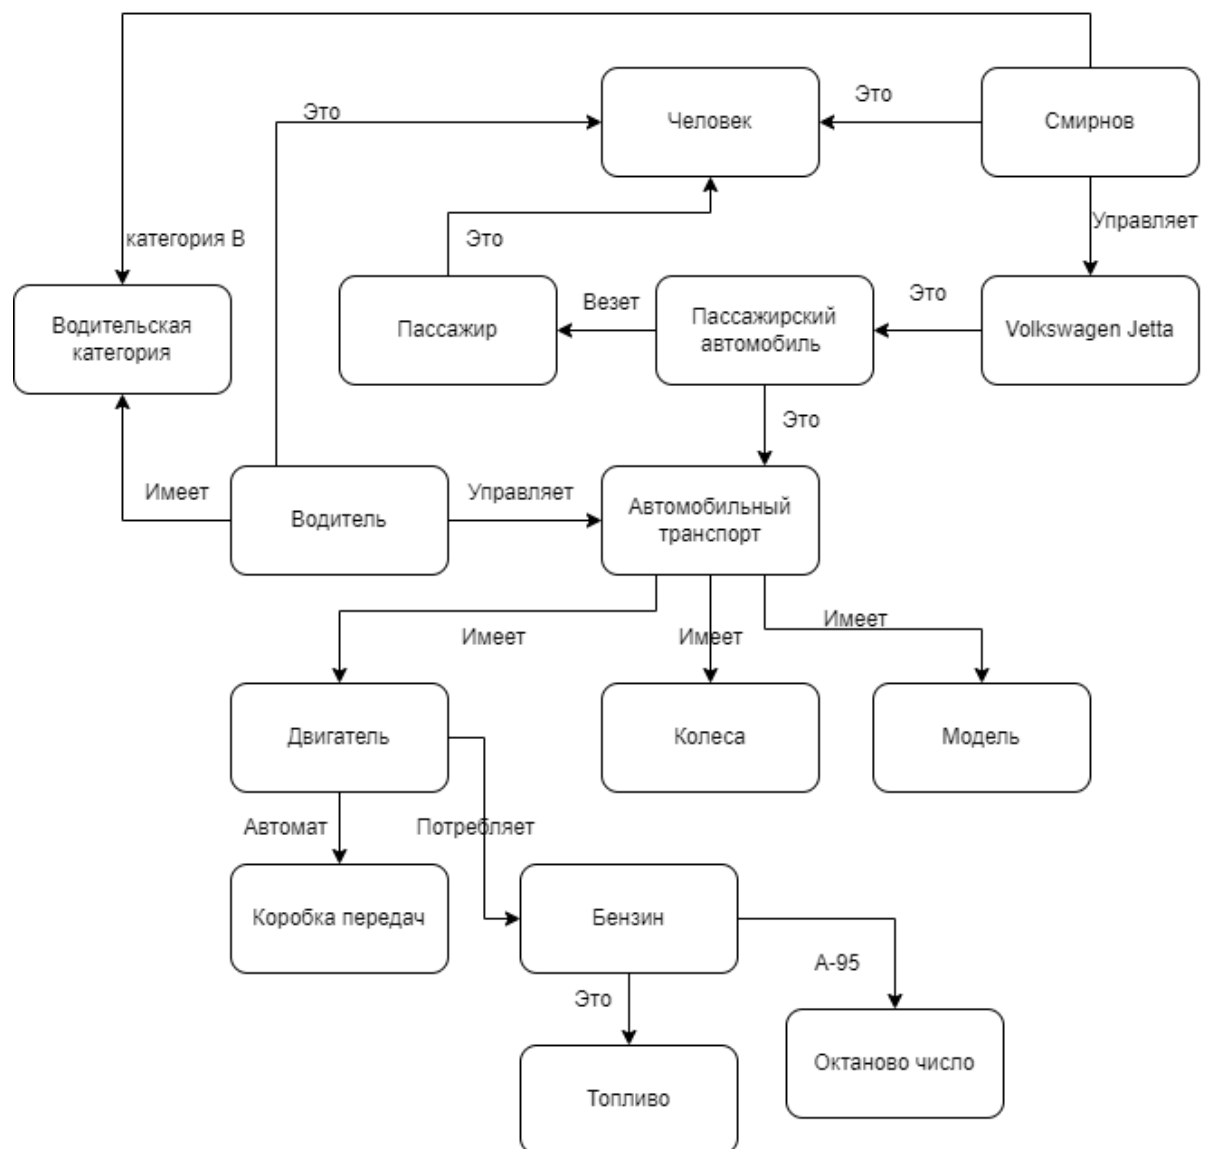 Это
Это
Человек
Смирнов
Управляет
категория В
Это
Везет
Это
Водительская
категория
Пассажир
Пассажирский
автомобиль
Volkswagen Jetta
Это
Имеет
Управляет
Водитель
Автомобильный
транспорт
Имеет
Имеет
Имеет
Двигатель
Колеса
Модель
Автомат
Потребляет
Коробка передач
Бензин
А-95
Это
Октаново число
Топливо